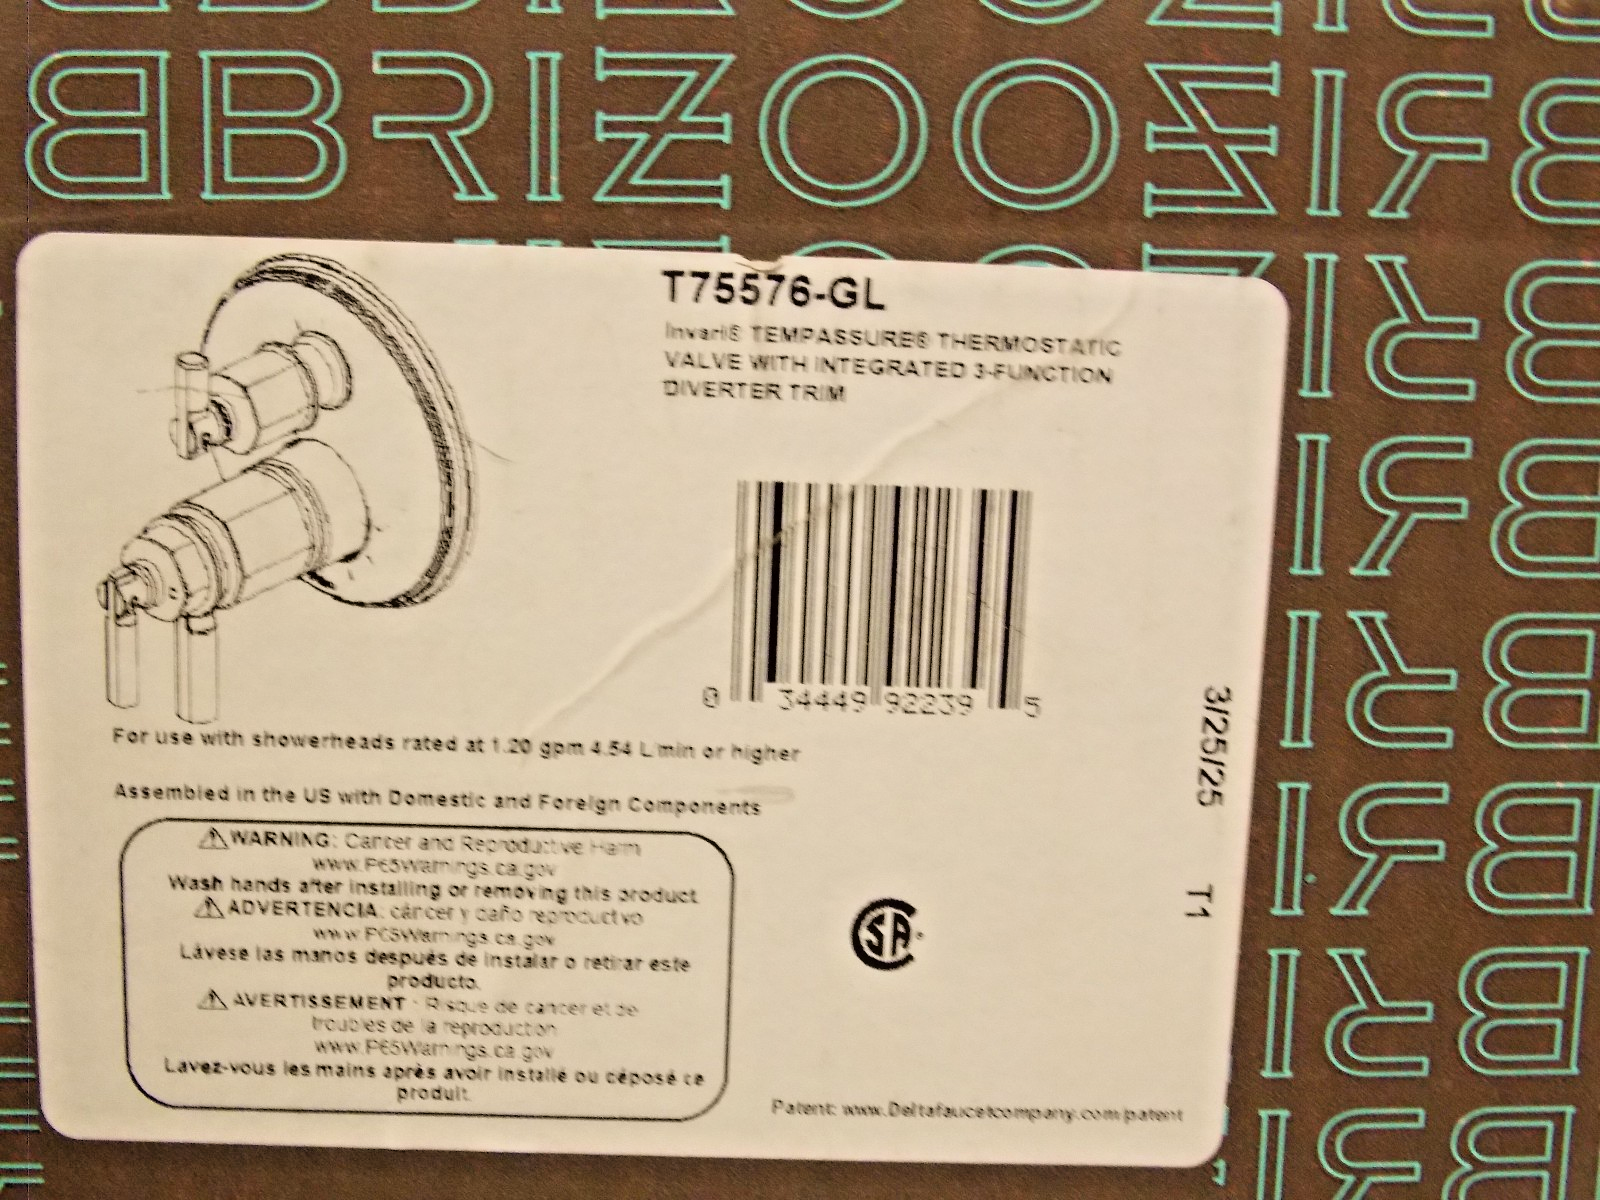 BRIZO
T75576-GL
Invari® TEMPASSURE® THERMOSTATIC
VALVE WITH INTEGRATED 3-FUNCTION
DIVERTER TRIM
0 34449 92239 5
For use with showerheads rated at 1.20 gpm 4.54 L/min or higher
Assembled in the US with Domestic and Foreign Components
⚠WARNING: Cancer and Reproductive Harm
www.P65Warnings.ca.gov
Wash hands after installing or removing this product.
⚠ADVERTENCIA: cáncer y daño reproductivo
www.P65Warnings.ca.gov
Lávese las manos después de instalar o retirar este
producto.
⚠AVERTISSEMENT : Risque de cancer et de
troubles de la reproduction
www.P65Warnings.ca.gov
Lavez-vous les mains après avoir installé ou déposé ce
produit.
CSA
Patent: www.Deltafaucetcompany.com/patent
3/25/25 T1